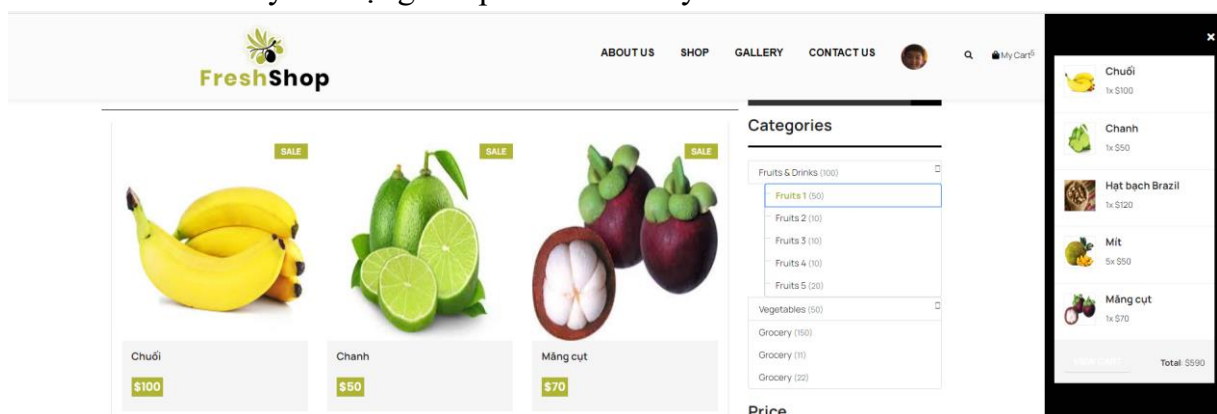 FreshShop
ABOUT US SHOP GALLERY CONTACT US
My Cart
SALE
SALE
SALE
Chuối
$100
Chanh
$50
Măng cụt
$70
Categories
Fruits & Drinks (100)
Fruits 1 (50)
Fruits 2 (10)
Fruits 3 (10)
Fruits 4 (10)
Fruits 5 (20)
Vegetables (50)
Grocery (150)
Grocery (11)
Grocery (22)
Price
×
Chuối
1x $100
Chanh
1x $50
Hạt bạch Brazil
1x $120
Mít
5x $50
Măng cụt
1x $70
VIEW CART Total: $590